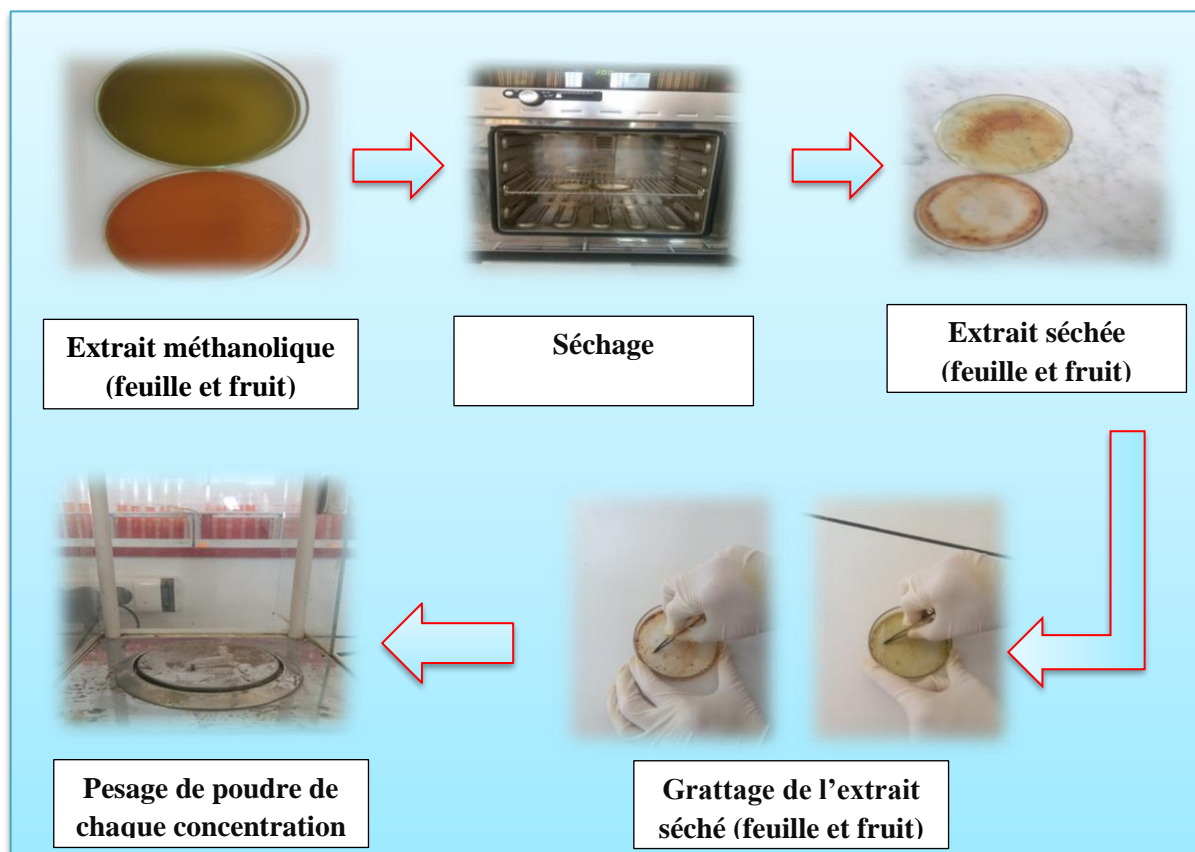 Extrait méthanolique
(feuille et fruit)
Séchage
Extrait séchée
(feuille et fruit)
Pesage de poudre de
chaque concentration
Grattage de l'extrait
séché (feuille et fruit)